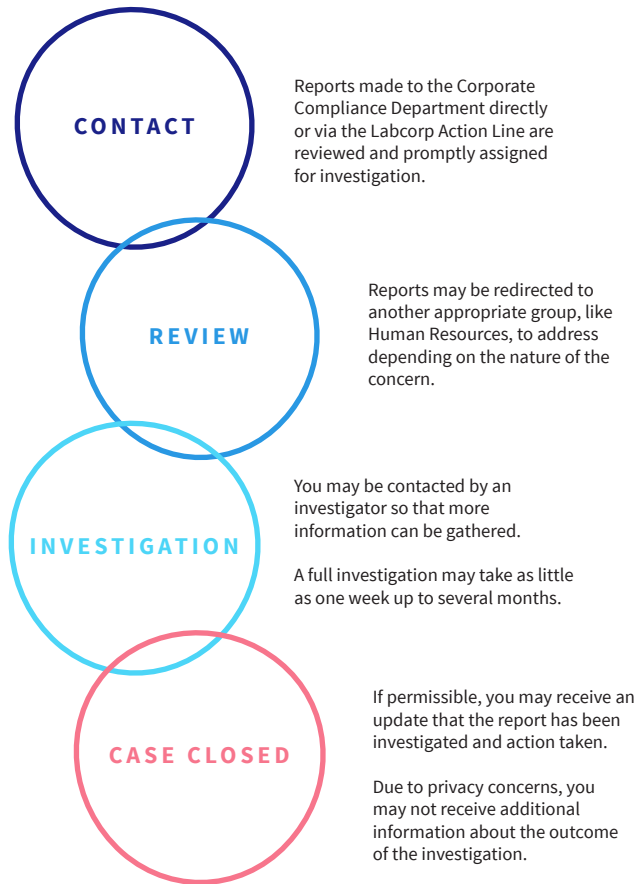 CONTACT
Reports made to the Corporate
Compliance Department directly
or via the Labcorp Action Line are
reviewed and promptly assigned
for investigation.
REVIEW
Reports may be redirected to
another appropriate group, like
Human Resources, to address
depending on the nature of the
concern.
INVESTIGATION
You may be contacted by an
investigator so that more
information can be gathered.
A full investigation may take as little
as one week up to several months.
CASE CLOSED
If permissible, you may receive an
update that the report has been
investigated and action taken.
Due to privacy concerns, you
may not receive additional
information about the outcome
of the investigation.